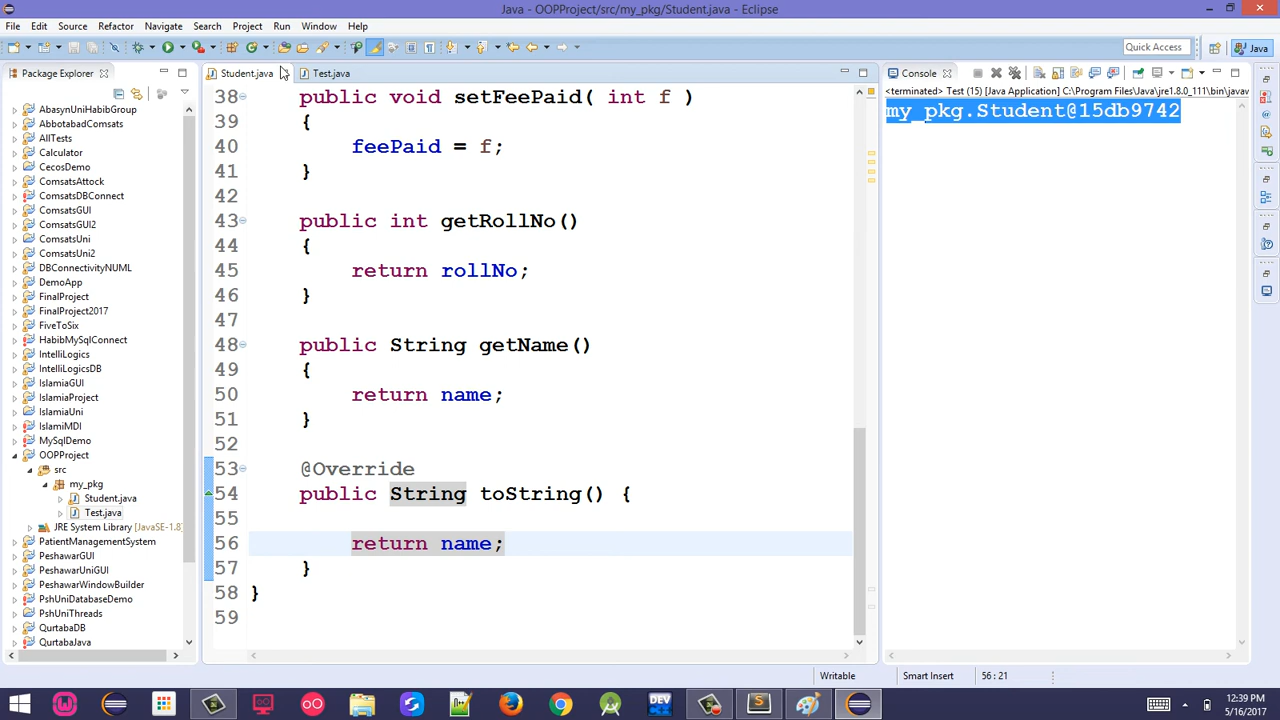 Java - OOPProject/src/my_pkg/Student.java - Eclipse
File Edit Source Refactor Navigate Search Project Run Window Help
Quick Access
Java
Package Explorer
AbasynUniHabibGroup
AbbotabadComsats
AllTests
Calculator
CecosDemo
ComsatsAttock
ComsatsDBConnect
ComsatsGUI
ComsatsGUI2
ComsatsUni
ComsatsUni2
DBConnectivityNUML
DemoApp
FinalProject
FinalProject2017
FiveToSix
HabibMySqlConnect
IntelliLogics
IntelliLogicsDB
IslamiaGUI
IslamiaProject
IslamiaUni
IslamiMDI
MySqlDemo
OOPProject
src
my_pkg
Student.java
Test.java
JRE System Library [JavaSE-1.8]
PatientManagementSystem
PeshawarGUI
PeshawarUniGUI
PeshawarWindowBuilder
PshUniDatabaseDemo
PshUniThreads
QurtabaDB
QurtabaJava
Student.java Test.java
38 public void setFeePaid( int f )
39 {
40 feePaid = f;
41 }
42
43 public int getRollNo()
44 {
45 return rollNo;
46 }
47
48 public String getName()
49 {
50 return name;
51 }
52
53 @Override
54 public String toString() {
55
56 return name;
57 }
58 }
59
Console
<terminated> Test (15) [Java Application] C:\Program Files\Java\jre1.8.0_111\bin\javaw
my_pkg.Student@15db9742
Writable Smart Insert 56 : 21
DEV
12:39 PM
5/16/2017